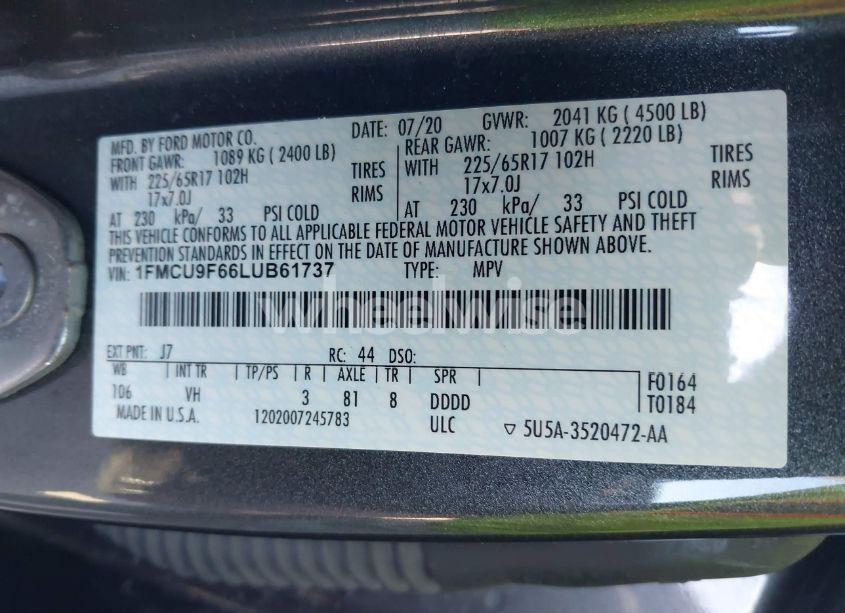 MFD. BY FORD MOTOR CO.
DATE: 07/20 GVWR: 2041 KG ( 4500 LB)
FRONT GAWR: 1089 KG ( 2400 LB)
REAR GAWR: 1007 KG ( 2220 LB)
WITH 225/65R17 102H TIRES
WITH 225/65R17 102H TIRES
17x7.0J RIMS
17x7.0J RIMS
AT 230 kPa/ 33 PSI COLD
AT 230 kPa/ 33 PSI COLD
THIS VEHICLE CONFORMS TO ALL APPLICABLE FEDERAL MOTOR VEHICLE SAFETY AND THEFT
PREVENTION STANDARDS IN EFFECT ON THE DATE OF MANUFACTURE SHOWN ABOVE.
VIN: 1FMCU9F66LUB61737 TYPE: MPV
wheelwise
EXT PNT: J7 RC: 44 DSO:
WB INT TR TP/PS R AXLE TR SPR
106 VH 3 81 8 DDDD
F0164
T0184
MADE IN U.S.A. 1202007245783 ULC ▽ 5U5A-3520472-AA